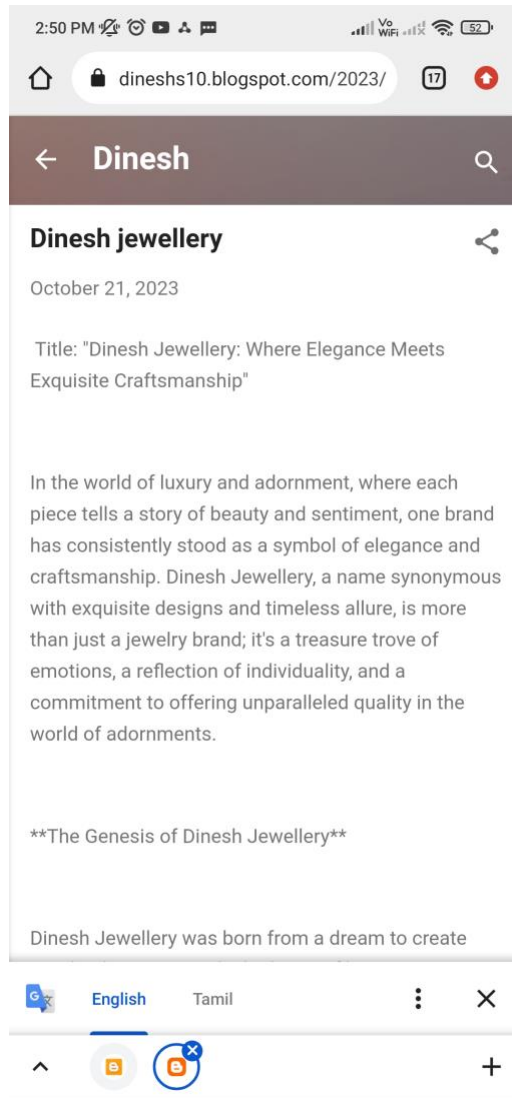 2:50 PM
Vo
WiFi
52
dineshs10.blogspot.com/2023/
17
Dinesh
Dinesh jewellery
October 21, 2023
Title: "Dinesh Jewellery: Where Elegance Meets
Exquisite Craftsmanship"
In the world of luxury and adornment, where each
piece tells a story of beauty and sentiment, one brand
has consistently stood as a symbol of elegance and
craftsmanship. Dinesh Jewellery, a name synonymous
with exquisite designs and timeless allure, is more
than just a jewelry brand; it's a treasure trove of
emotions, a reflection of individuality, and a
commitment to offering unparalleled quality in the
world of adornments.
**The Genesis of Dinesh Jewellery**
Dinesh Jewellery was born from a dream to create
English
Tamil